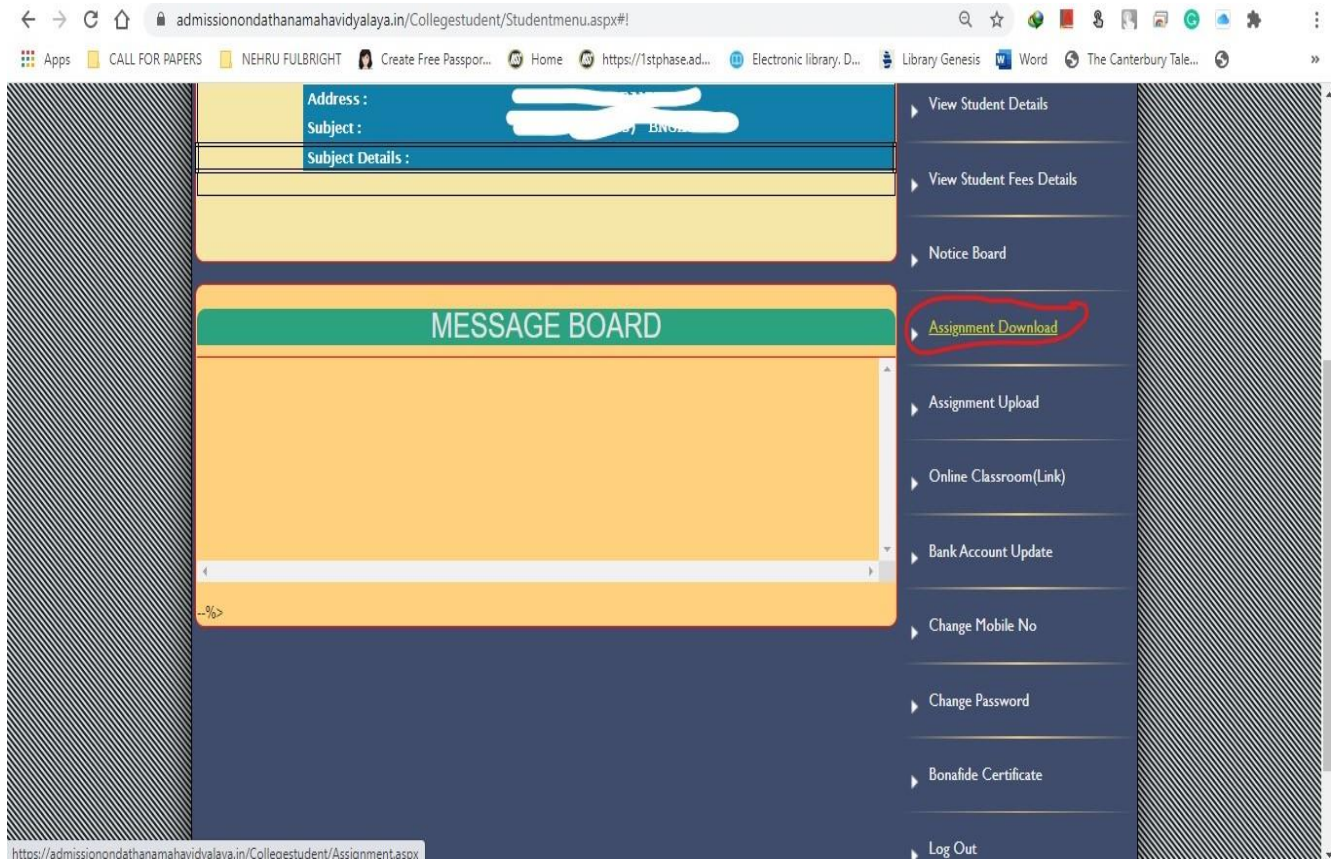 admissionondathanamahavidyalaya.in/Collegestudent/Studentmenu.aspx#!
Apps CALL FOR PAPERS NEHRU FULBRIGHT Create Free Passpor... Home https://1stphase.ad... Electronic library. D... Library Genesis Word The Canterbury Tale... »
Address :
Subject :
Subject Details :
MESSAGE BOARD
--%>
View Student Details
View Student Fees Details
Notice Board
Assignment Download
Assignment Upload
Online Classroom(Link)
Bank Account Update
Change Mobile No
Change Password
Bonafide Certificate
Log Out
https://admissionondathanamahavidyalaya.in/Collegestudent/Assignment.aspx